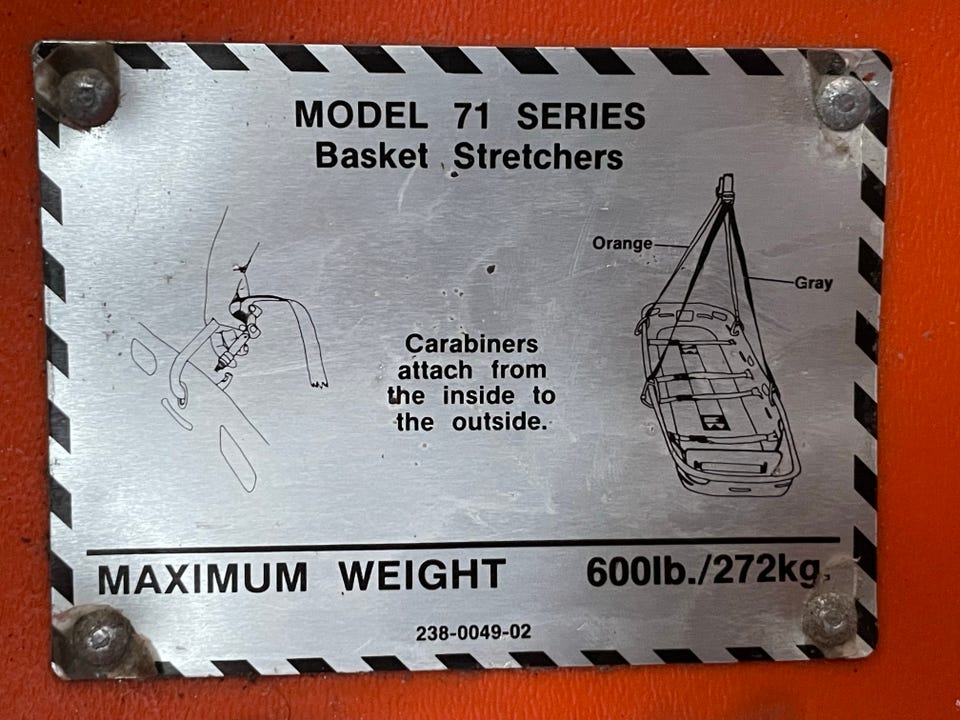 MODEL 71 SERIES
Basket Stretchers
Orange
Gray
Carabiners
attach from
the inside to
the outside.
MAXIMUM WEIGHT 600lb./272kg.
238-0049-02